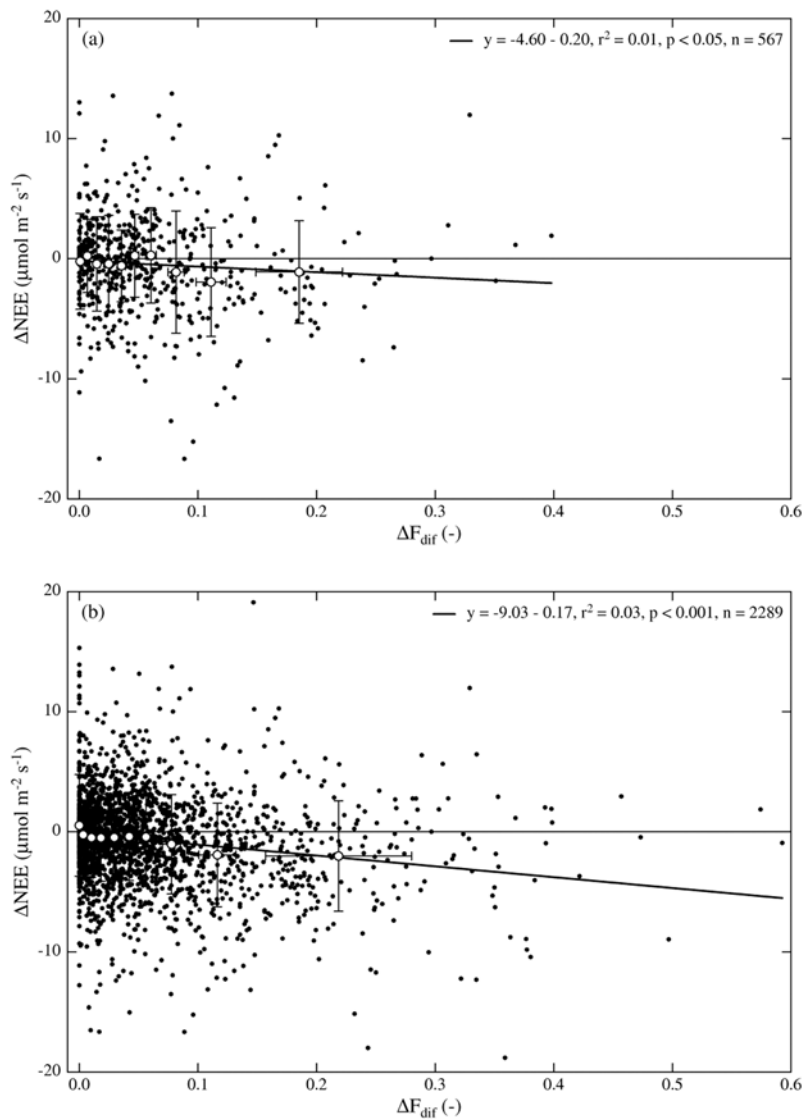 20
(a)
y = -4.60 - 0.20, r² = 0.01, p < 0.05, n = 567
10
ΔNEE (μmol m⁻² s⁻¹)
0
-10
-20
0.0 0.1 0.2 0.3 0.4 0.5 0.6
ΔF_dif (-)
20
(b)
y = -9.03 - 0.17, r² = 0.03, p < 0.001, n = 2289
10
ΔNEE (μmol m⁻² s⁻¹)
0
-10
-20
0.0 0.1 0.2 0.3 0.4 0.5 0.6
ΔF_dif (-)